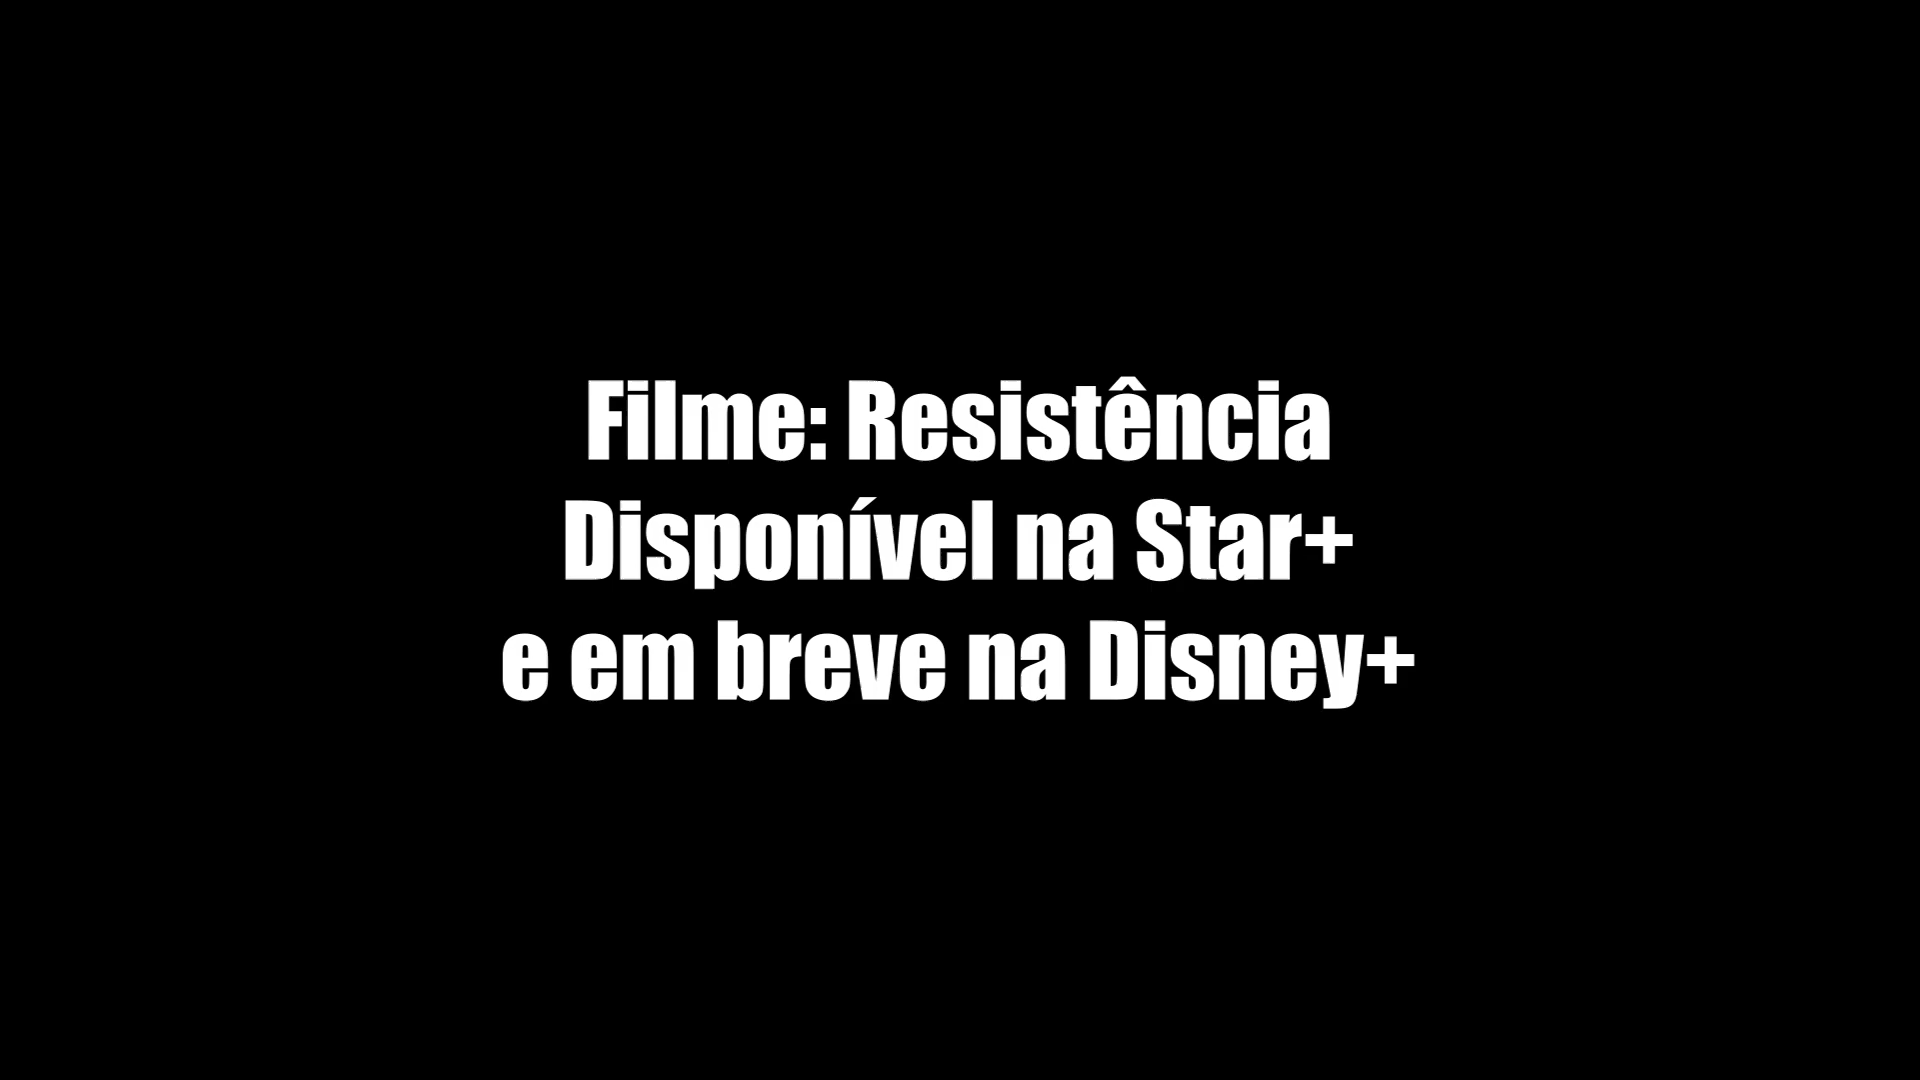 Filme: Resistência
Disponível na Star+
e em breve na Disney+